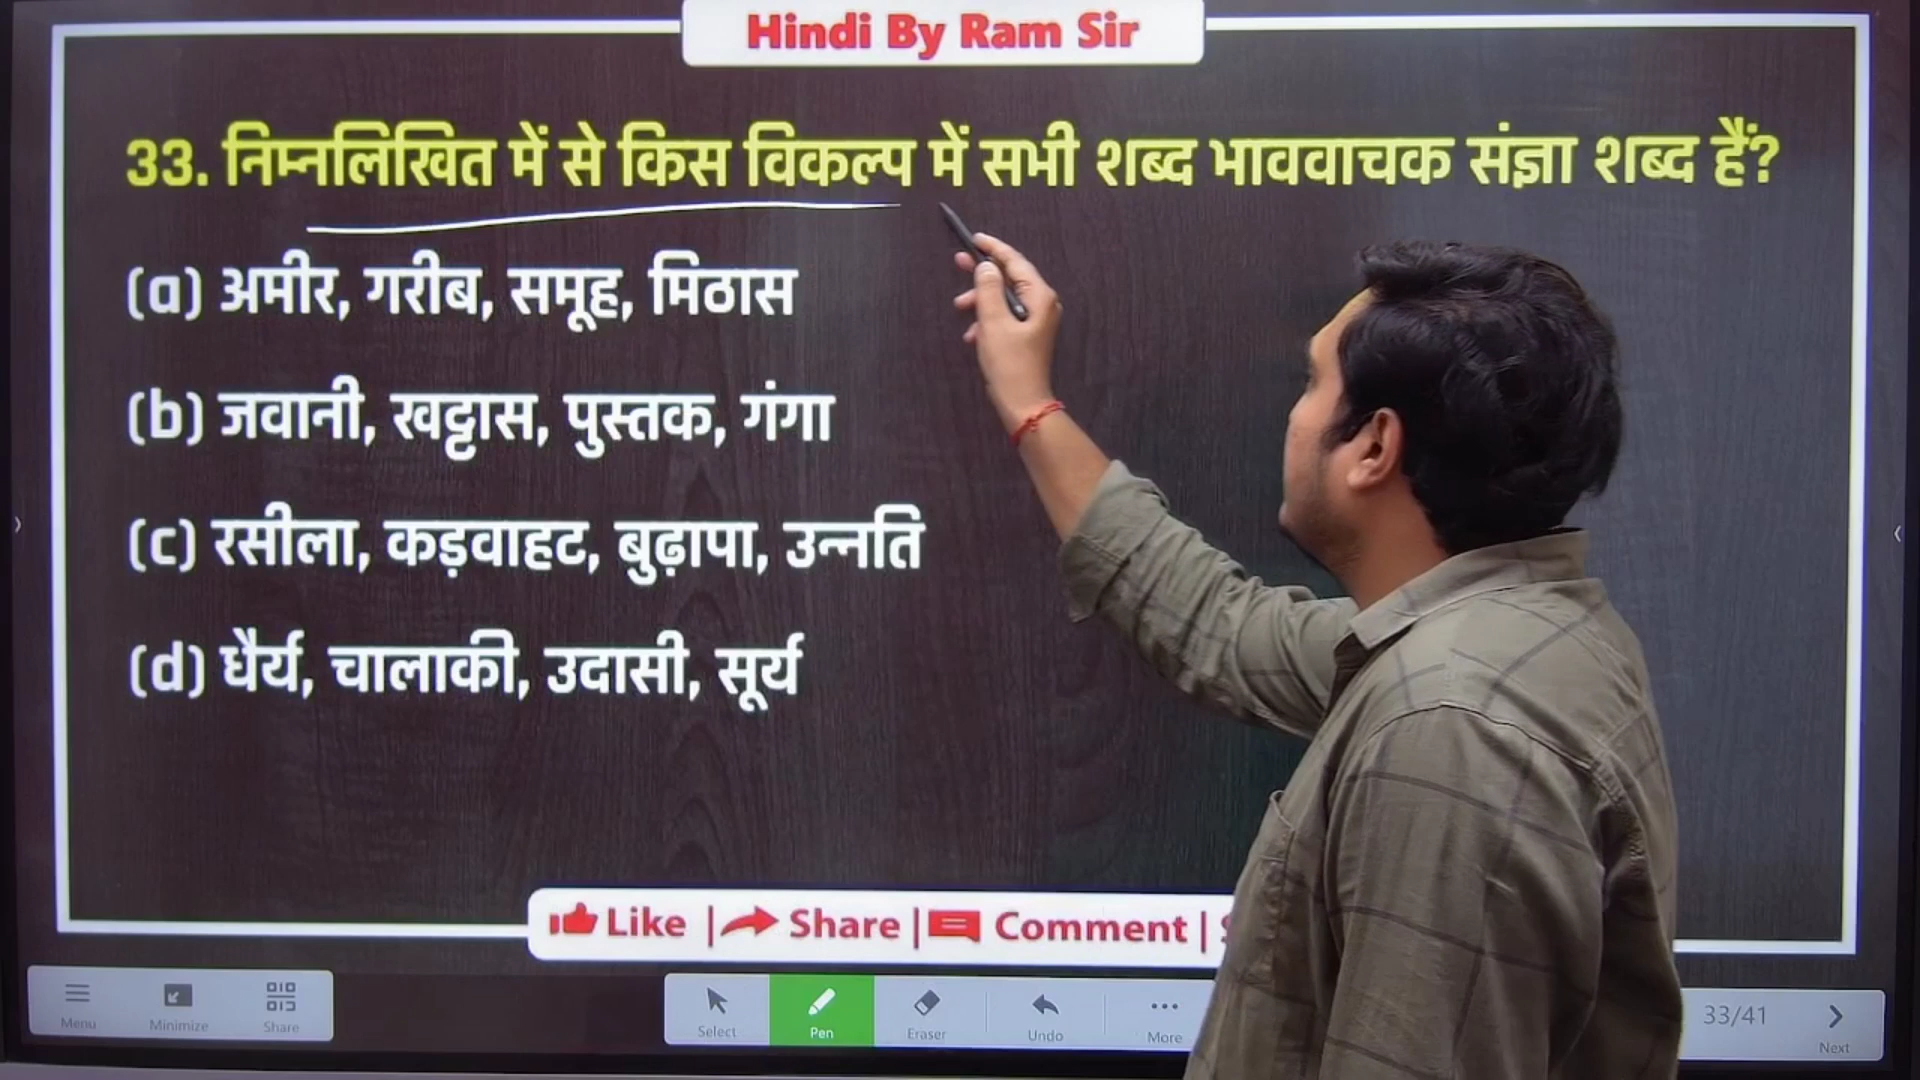 Hindi By Ram Sir
33. निम्नलिखित में से किस विकल्प में सभी शब्द भाववाचक संज्ञा शब्द हैं?
(a) अमीर, गरीब, समूह, मिठास
(b) जवानी, खट्टास, पुस्तक, गंगा
(c) रसीला, कड़वाहट, बुढ़ापा, उन्नति
(d) धैर्य, चालाकी, उदासी, सूर्य
Like | Share | Comment |
Menu Minimize Share Select Pen Eraser Undo More 33/41 Next